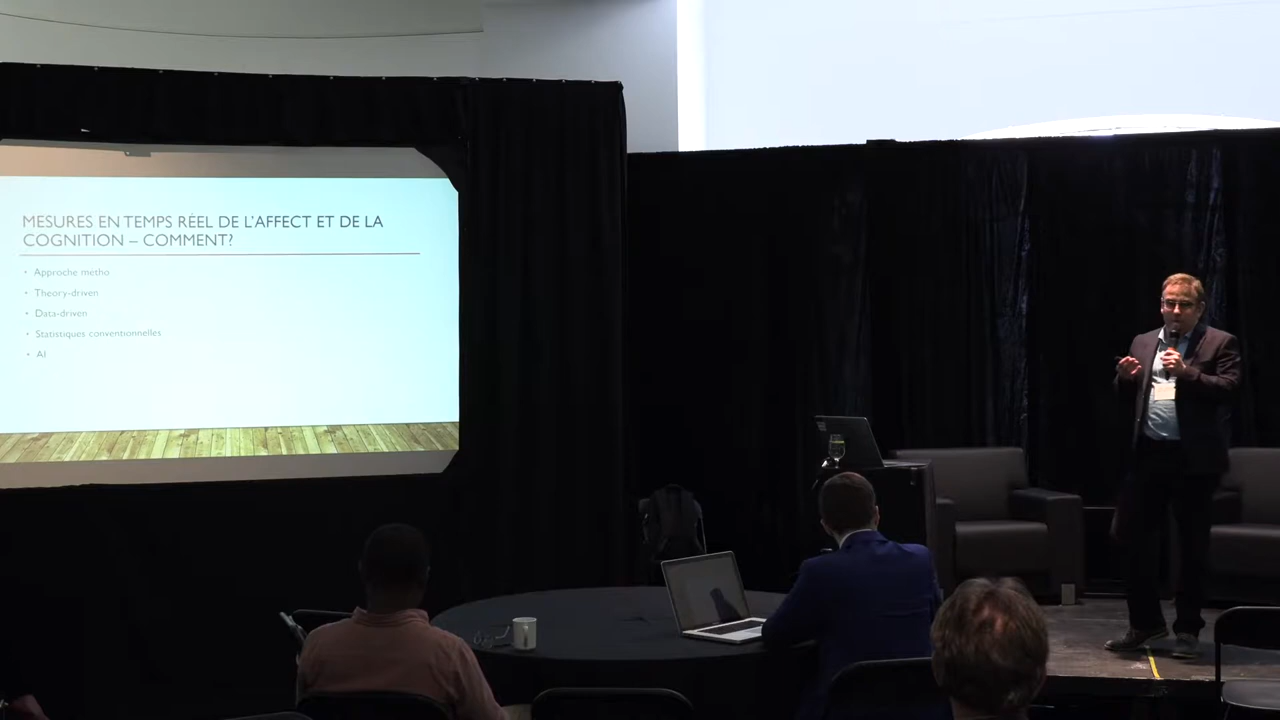 MESURES EN TEMPS RÉEL DE L'AFFECT ET DE LA
COGNITION – COMMENT?
• Approche metho
• Theory-driven
• Data-driven
• Statistiques conventionnelles
• AI